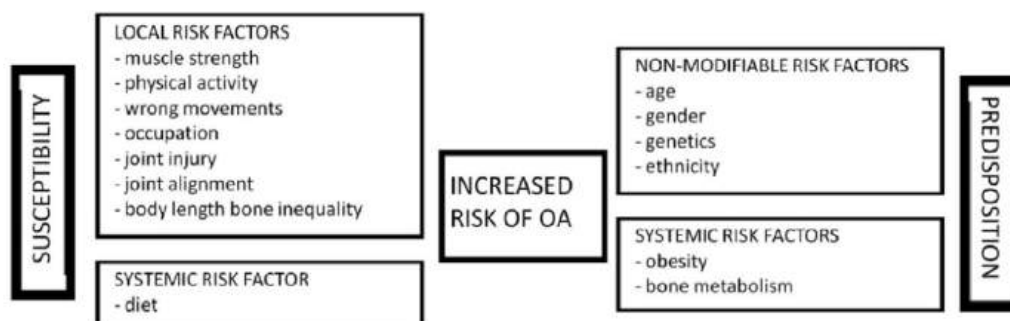 SUSCEPTIBILITY
LOCAL RISK FACTORS
- muscle strength
- physical activity
- wrong movements
- occupation
- joint injury
- joint alignment
- body length bone inequality
SYSTEMIC RISK FACTOR
- diet
INCREASED
RISK OF OA
NON-MODIFIABLE RISK FACTORS
- age
- gender
- genetics
- ethnicity
SYSTEMIC RISK FACTORS
- obesity
- bone metabolism
PREDISPOSITION